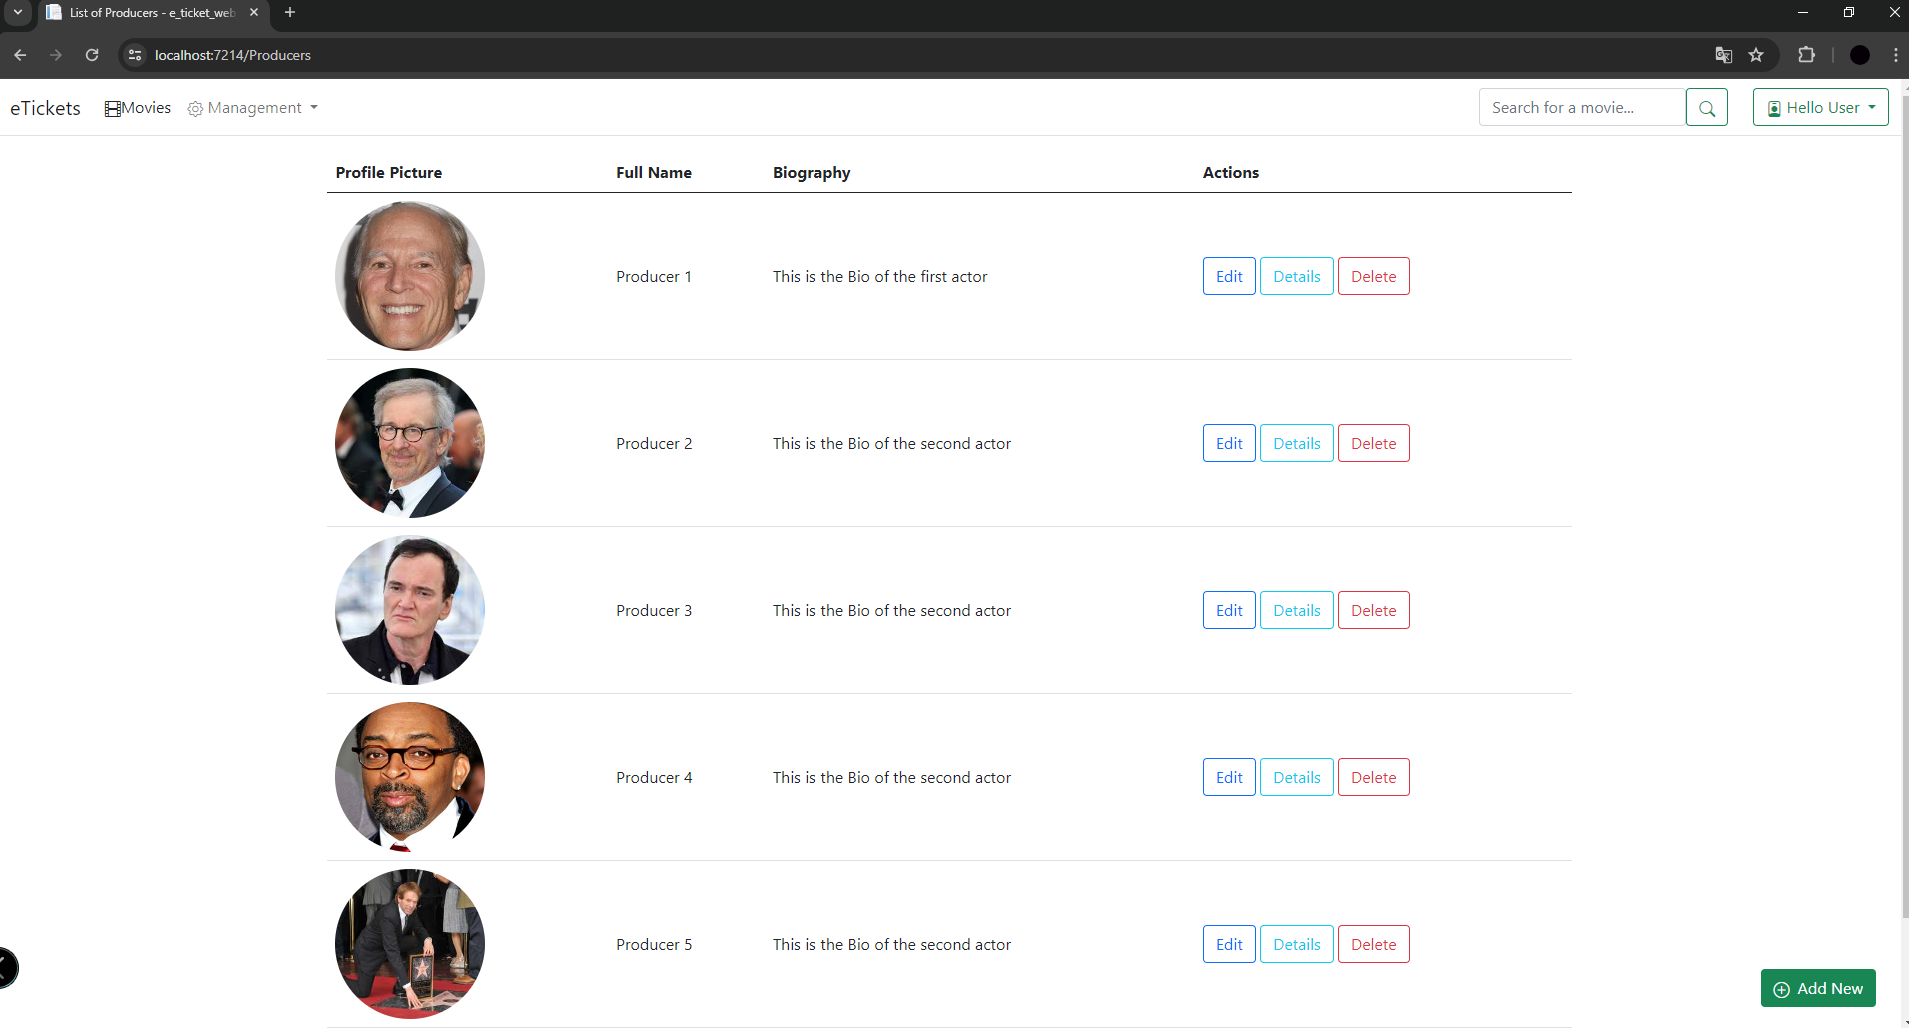 List of Producers - e_ticket_web
localhost:7214/Producers
eTickets Movies Management Search for a movie... Hello User
Profile Picture Full Name Biography Actions
Producer 1 This is the Bio of the first actor Edit Details Delete
Producer 2 This is the Bio of the second actor Edit Details Delete
Producer 3 This is the Bio of the second actor Edit Details Delete
Producer 4 This is the Bio of the second actor Edit Details Delete
Producer 5 This is the Bio of the second actor Edit Details Delete
Add New